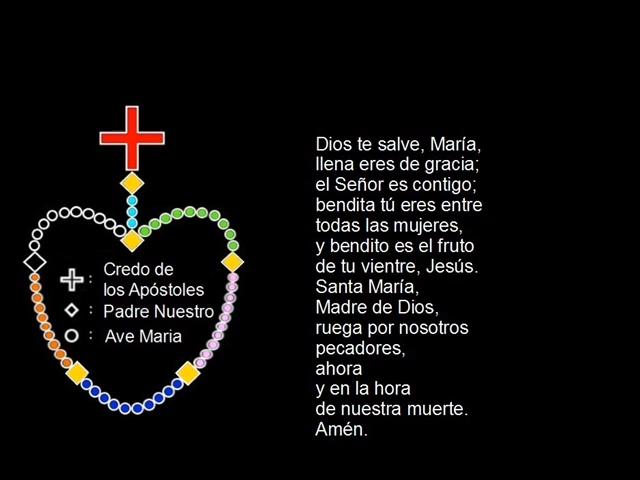 Credo de
los Apóstoles
Padre Nuestro
Ave Maria
Dios te salve, María,
llena eres de gracia;
el Señor es contigo;
bendita tú eres entre
todas las mujeres,
y bendito es el fruto
de tu vientre, Jesús.
Santa María,
Madre de Dios,
ruega por nosotros
pecadores,
ahora
y en la hora
de nuestra muerte.
Amén.